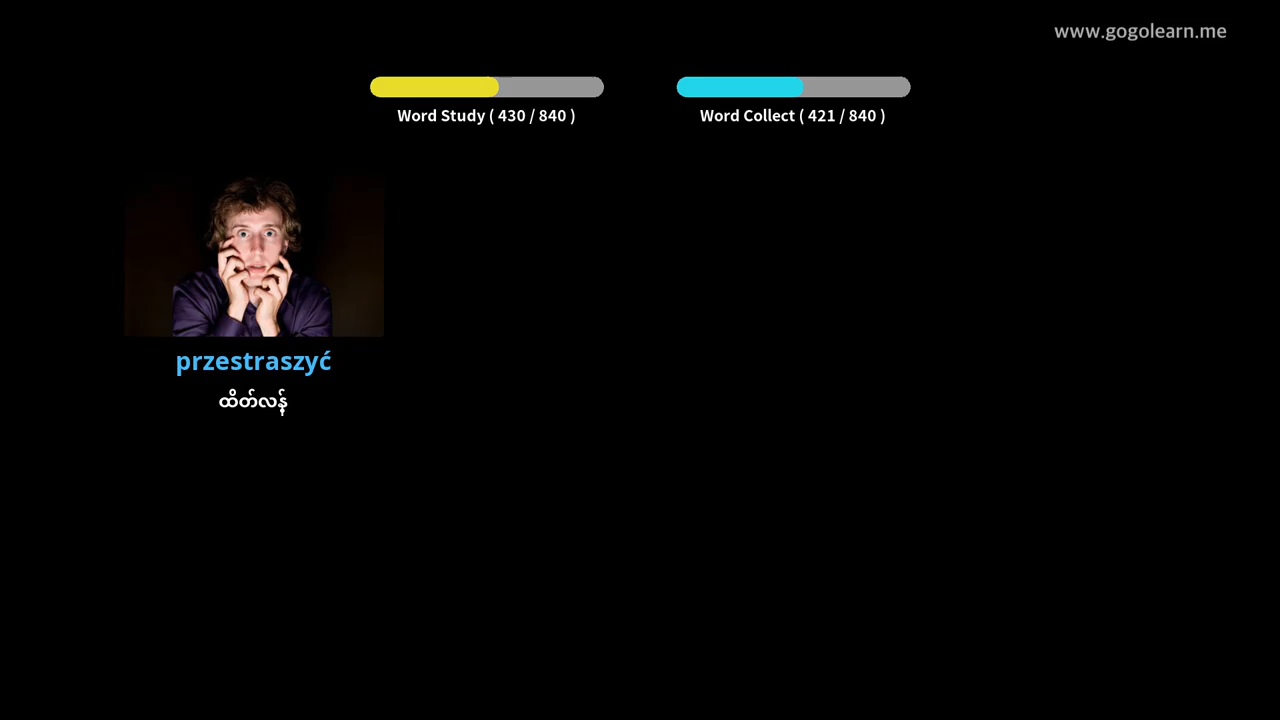 www.gogolearn.me
Word Study ( 430 / 840 )
Word Collect ( 421 / 840 )
przestraszyć
ထိတ်လန့်